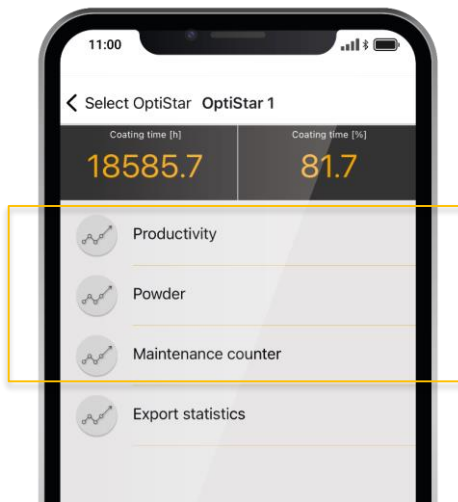 11:00
Select OptiStar OptiStar 1
Coating time [h] Coating time [%]
18585.7 81.7
Productivity
Powder
Maintenance counter
Export statistics